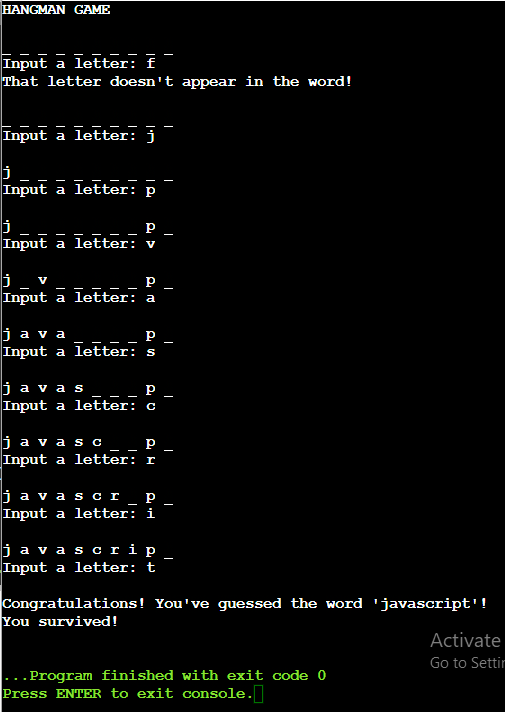 HANGMAN GAME
_ _ _ _ _ _ _ _ _ _
Input a letter: f
That letter doesn't appear in the word!
_ _ _ _ _ _ _ _ _ _
Input a letter: j
j _ _ _ _ _ _ _ _ _
Input a letter: p
j _ _ _ _ _ _ _ p _
Input a letter: v
j _ v _ _ _ _ _ p _
Input a letter: a
j a v a _ _ _ _ p _
Input a letter: s
j a v a s _ _ _ p _
Input a letter: c
j a v a s c _ _ p _
Input a letter: r
j a v a s c r _ p _
Input a letter: i
j a v a s c r i p _
Input a letter: t
Congratulations! You've guessed the word 'javascript'!
You survived!
Activate
Go to Settin
...Program finished with exit code 0
Press ENTER to exit console.